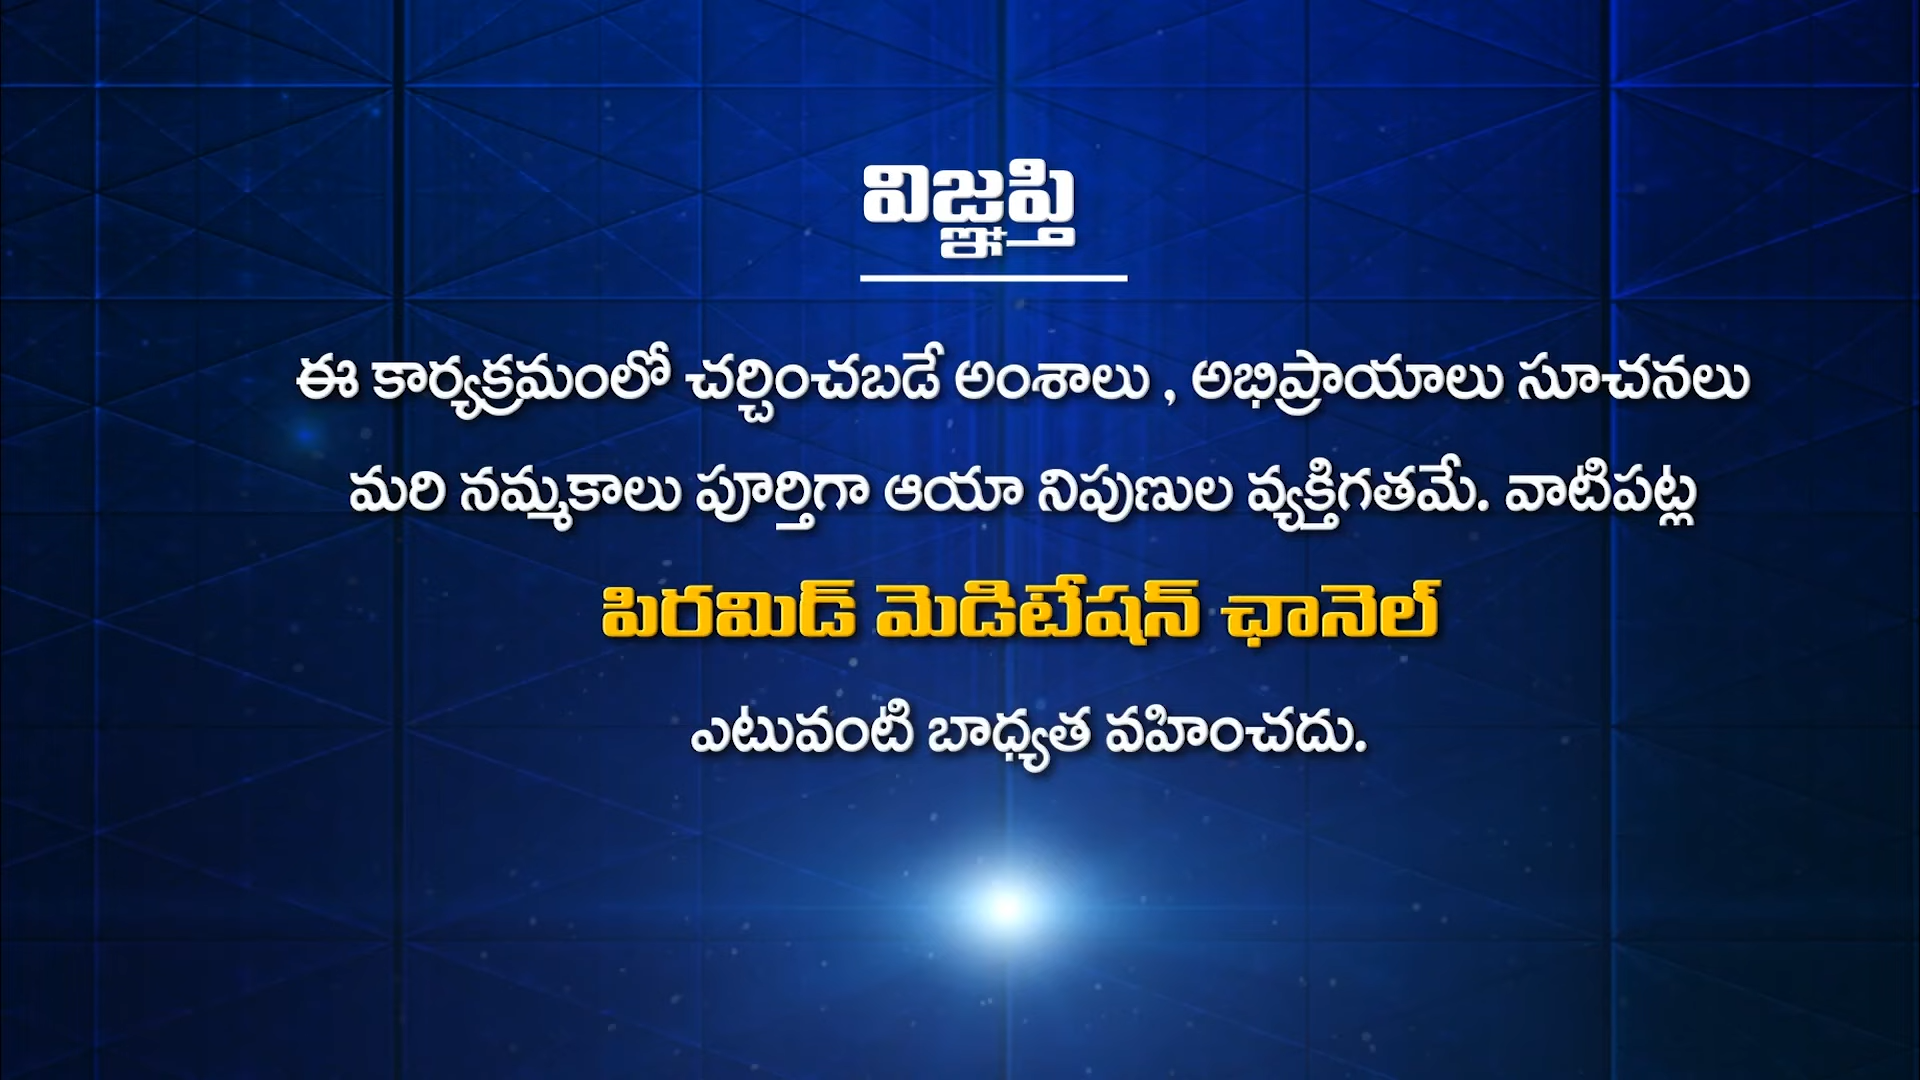 విజ్ఞప్తి
ఈ కార్యక్రమంలో చర్చించబడే అంశాలు , అభిప్రాయాలు సూచనలు
మరి నమ్మకాలు పూర్తిగా ఆయా నిపుణుల వ్యక్తిగతమే. వాటిపట్ల
పిరమిడ్ మెడిటేషన్ ఛానెల్
ఎటువంటి బాధ్యత వహించదు.